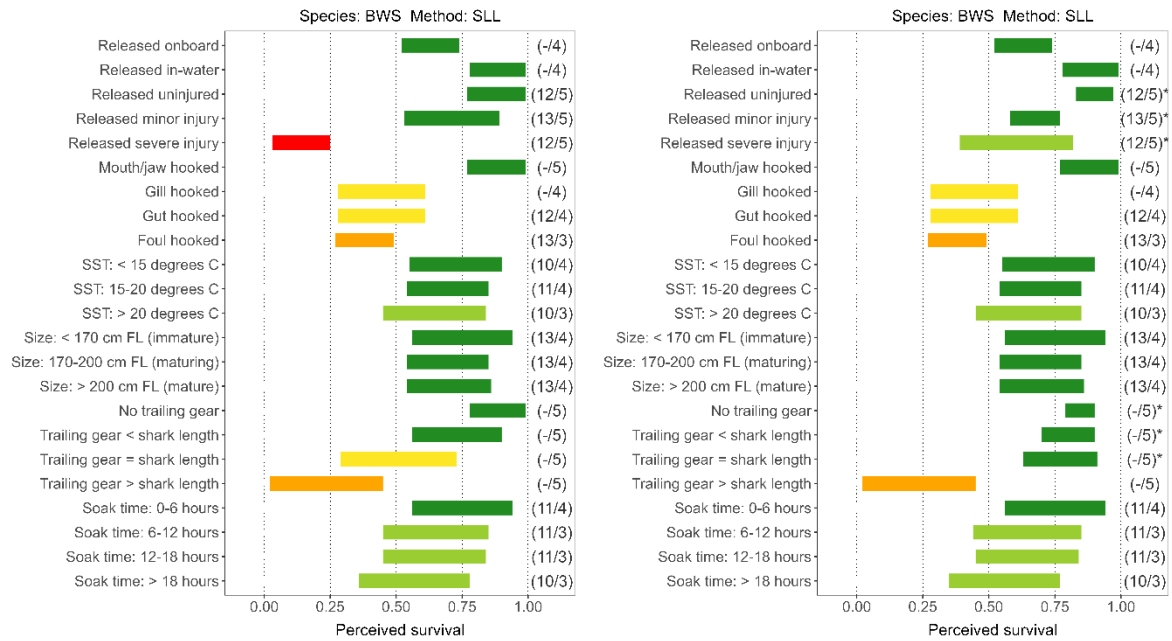 Species: BWS  Method: SLL
Released onboard (-/4)
Released in-water (-/4)
Released uninjured (12/5)
Released minor injury (13/5)
Released severe injury (12/5)
Mouth/jaw hooked (-/5)
Gill hooked (-/4)
Gut hooked (12/4)
Foul hooked (13/3)
SST: < 15 degrees C (10/4)
SST: 15-20 degrees C (11/4)
SST: > 20 degrees C (10/3)
Size: < 170 cm FL (immature) (13/4)
Size: 170-200 cm FL (maturing) (13/4)
Size: > 200 cm FL (mature) (13/4)
No trailing gear (-/5)
Trailing gear < shark length (-/5)
Trailing gear = shark length (-/5)
Trailing gear > shark length (-/5)
Soak time: 0-6 hours (11/4)
Soak time: 6-12 hours (11/3)
Soak time: 12-18 hours (11/3)
Soak time: > 18 hours (10/3)
0.00 0.25 0.50 0.75 1.00
Perceived survival
Species: BWS  Method: SLL
Released onboard (-/4)
Released in-water (-/4)
Released uninjured (12/5)*
Released minor injury (13/5)*
Released severe injury (12/5)*
Mouth/jaw hooked (-/5)
Gill hooked (-/4)
Gut hooked (12/4)
Foul hooked (13/3)
SST: < 15 degrees C (10/4)
SST: 15-20 degrees C (11/4)
SST: > 20 degrees C (10/3)
Size: < 170 cm FL (immature) (13/4)
Size: 170-200 cm FL (maturing) (13/4)
Size: > 200 cm FL (mature) (13/4)
No trailing gear (-/5)*
Trailing gear < shark length (-/5)*
Trailing gear = shark length (-/5)*
Trailing gear > shark length (-/5)
Soak time: 0-6 hours (11/4)
Soak time: 6-12 hours (11/3)
Soak time: 12-18 hours (11/3)
Soak time: > 18 hours (10/3)
0.00 0.25 0.50 0.75 1.00
Perceived survival